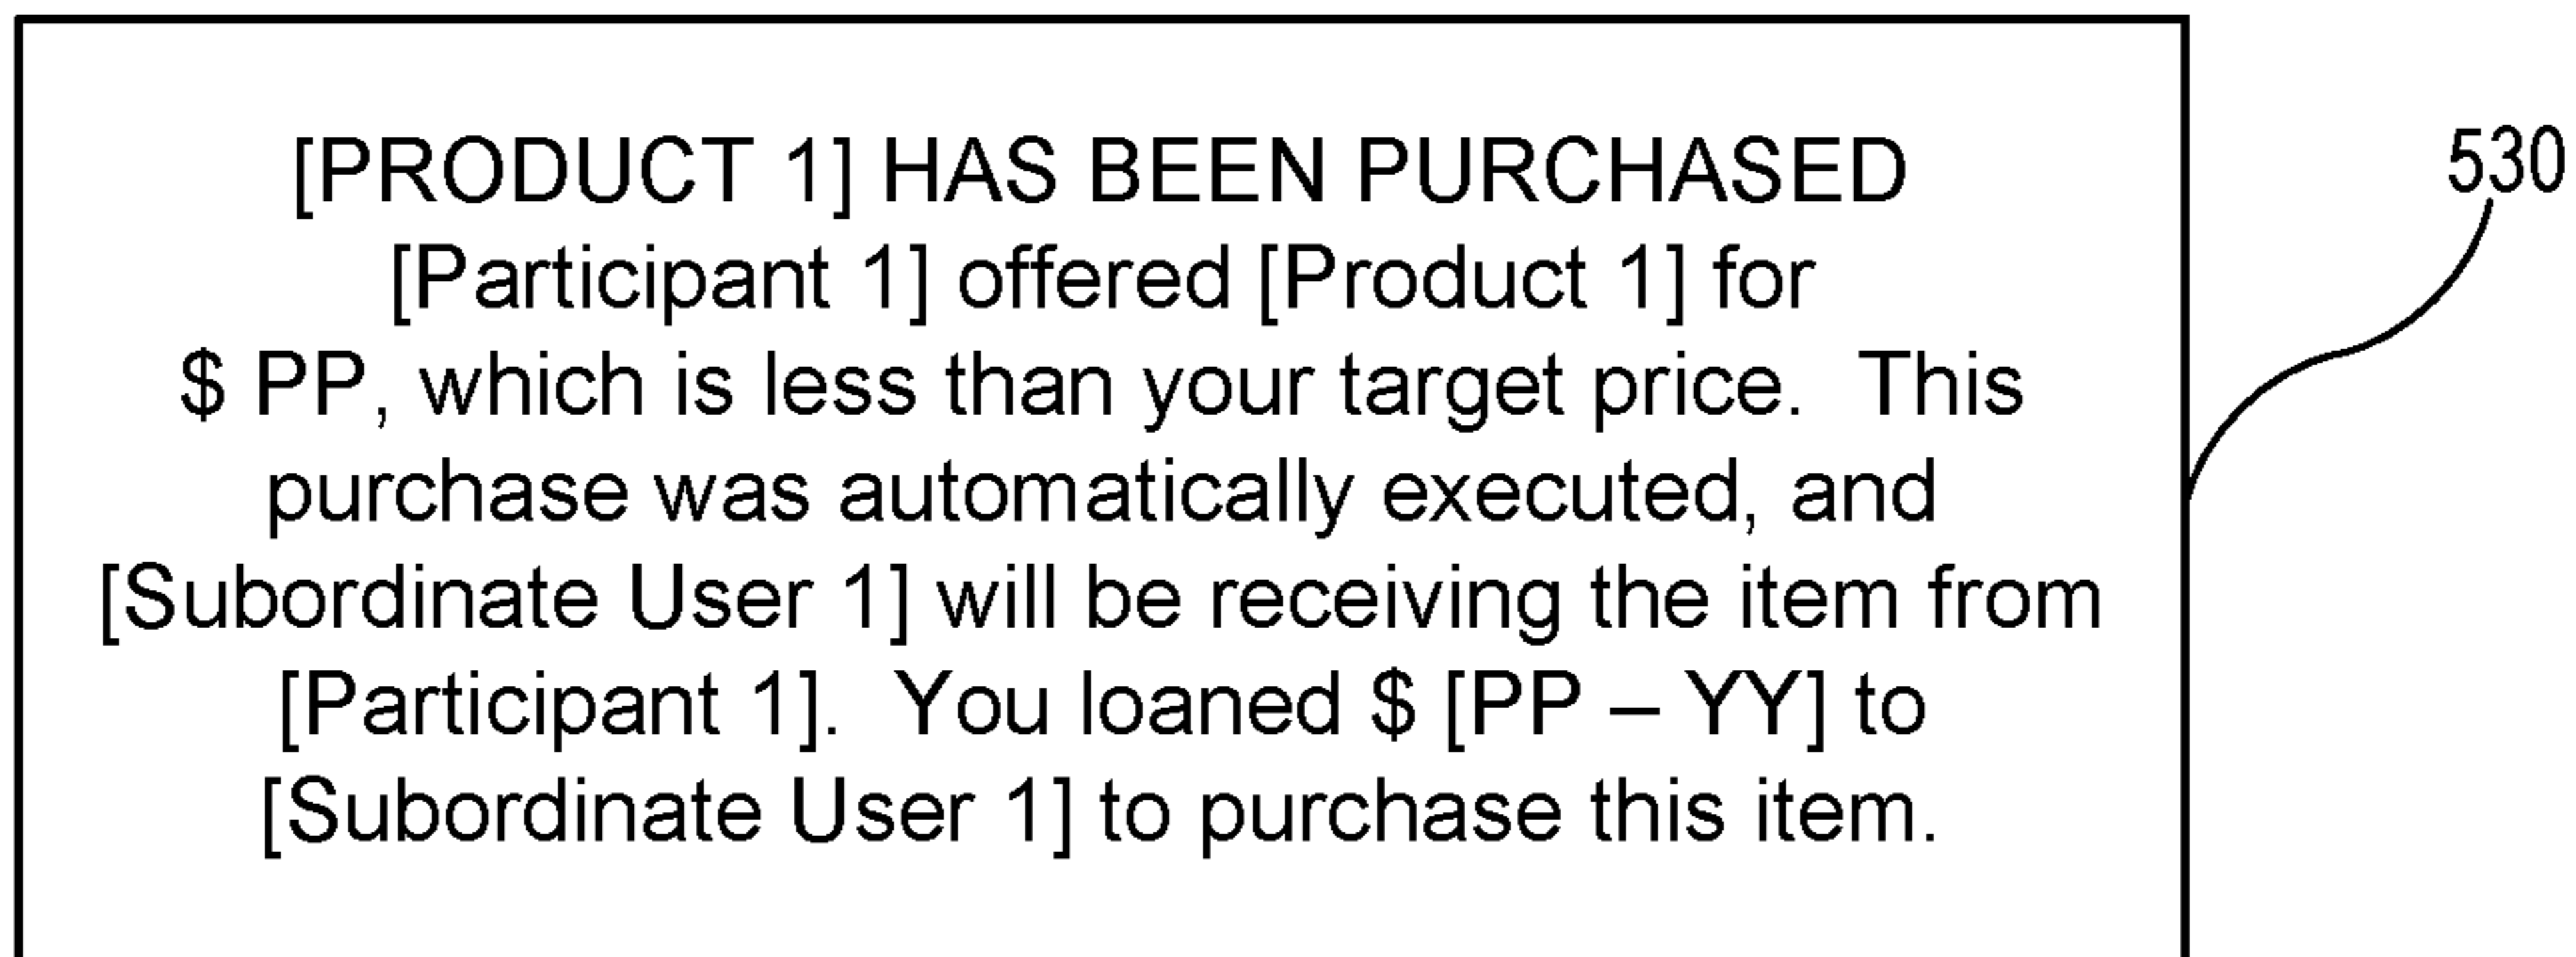 [PRODUCT 1] HAS BEEN PURCHASED
[Participant 1] offered [Product 1] for
$ PP, which is less than your target price.  This
purchase was automatically executed, and
[Subordinate User 1] will be receiving the item from
[Participant 1].  You loaned $ [PP – YY] to
[Subordinate User 1] to purchase this item.
530